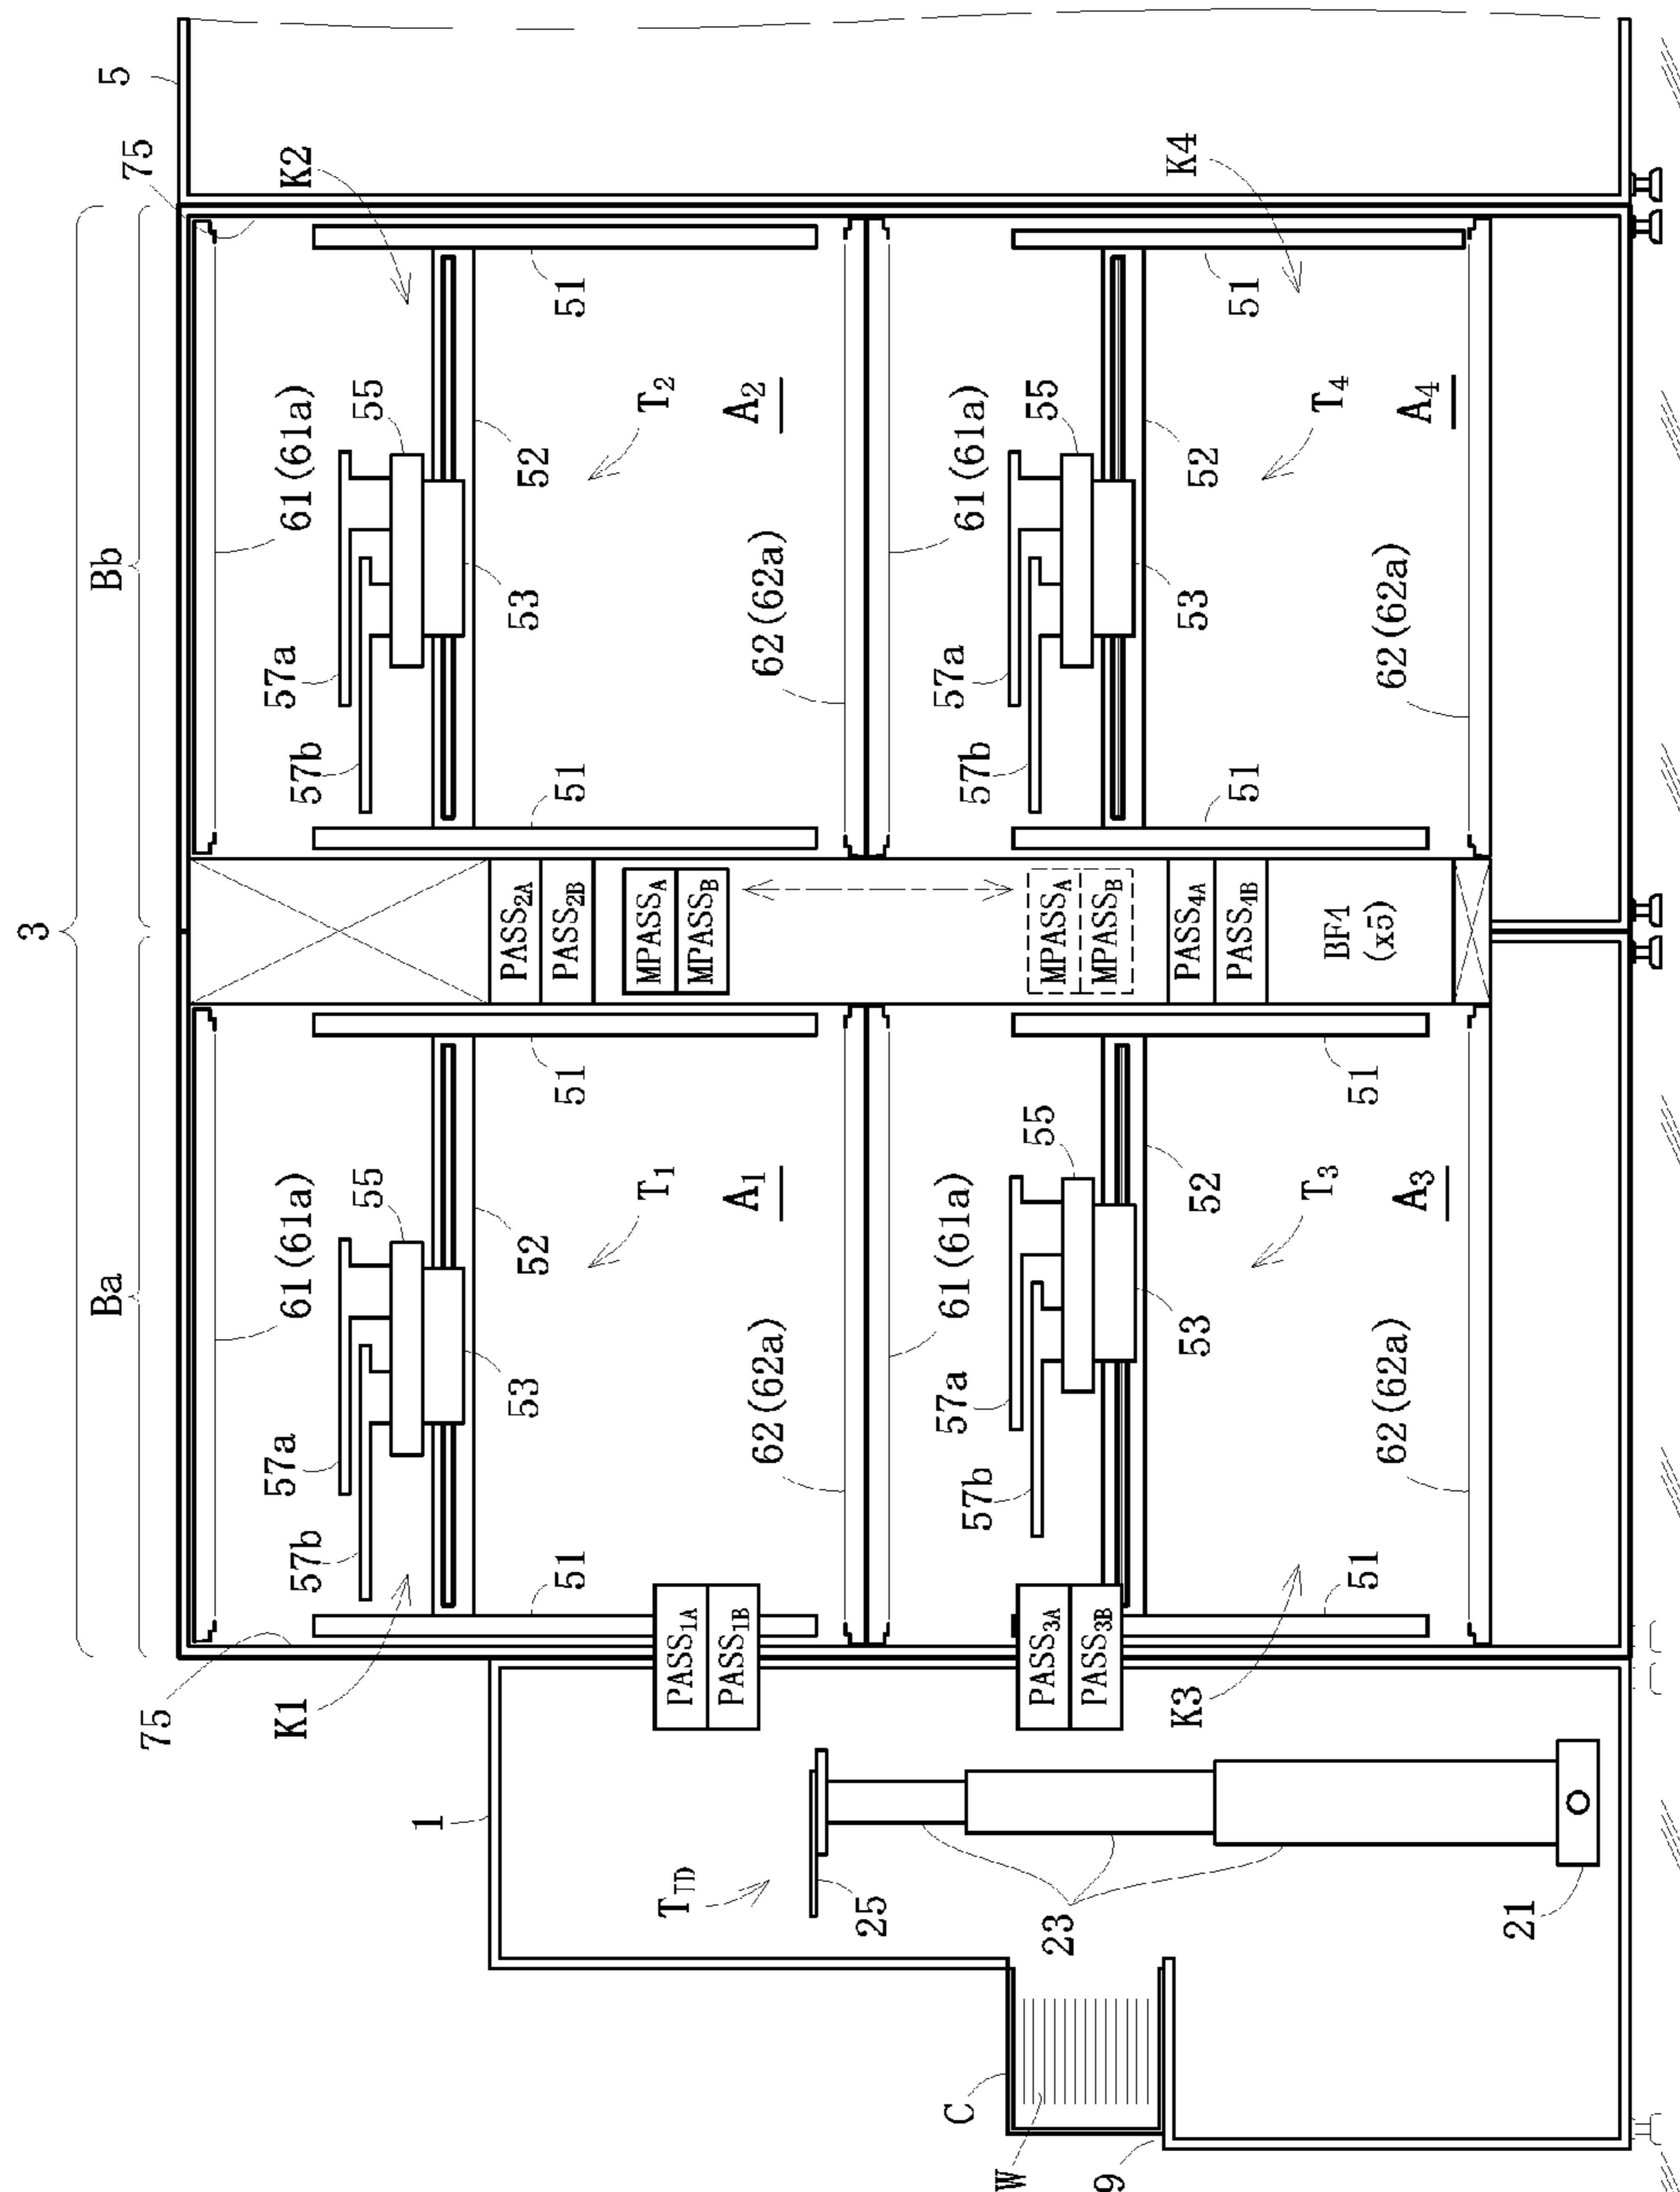 3
Ba Bb 5
75 75
K1 57b 57a 61(61a) 57b 57a 61(61a) K2
55 55
1
53 52 PASS2A 53 52
51 51 PASS2B 51 51
TTD T1 MPASSA T2
PASS1A MPASSB
PASS1B A1 A2
62(62a) 62(62a)
25
C 57a 61(61a) 57a 61(61a)
57b 57b
W
23 PASS3A 55 MPASSA 55
9 PASS3B MPASSB
K3 53 52 PASS4A 53 52 K4
PASS4B 51 51
T3 BF4 T4
51 51 (x5)
62(62a) A3 62(62a) A4
21